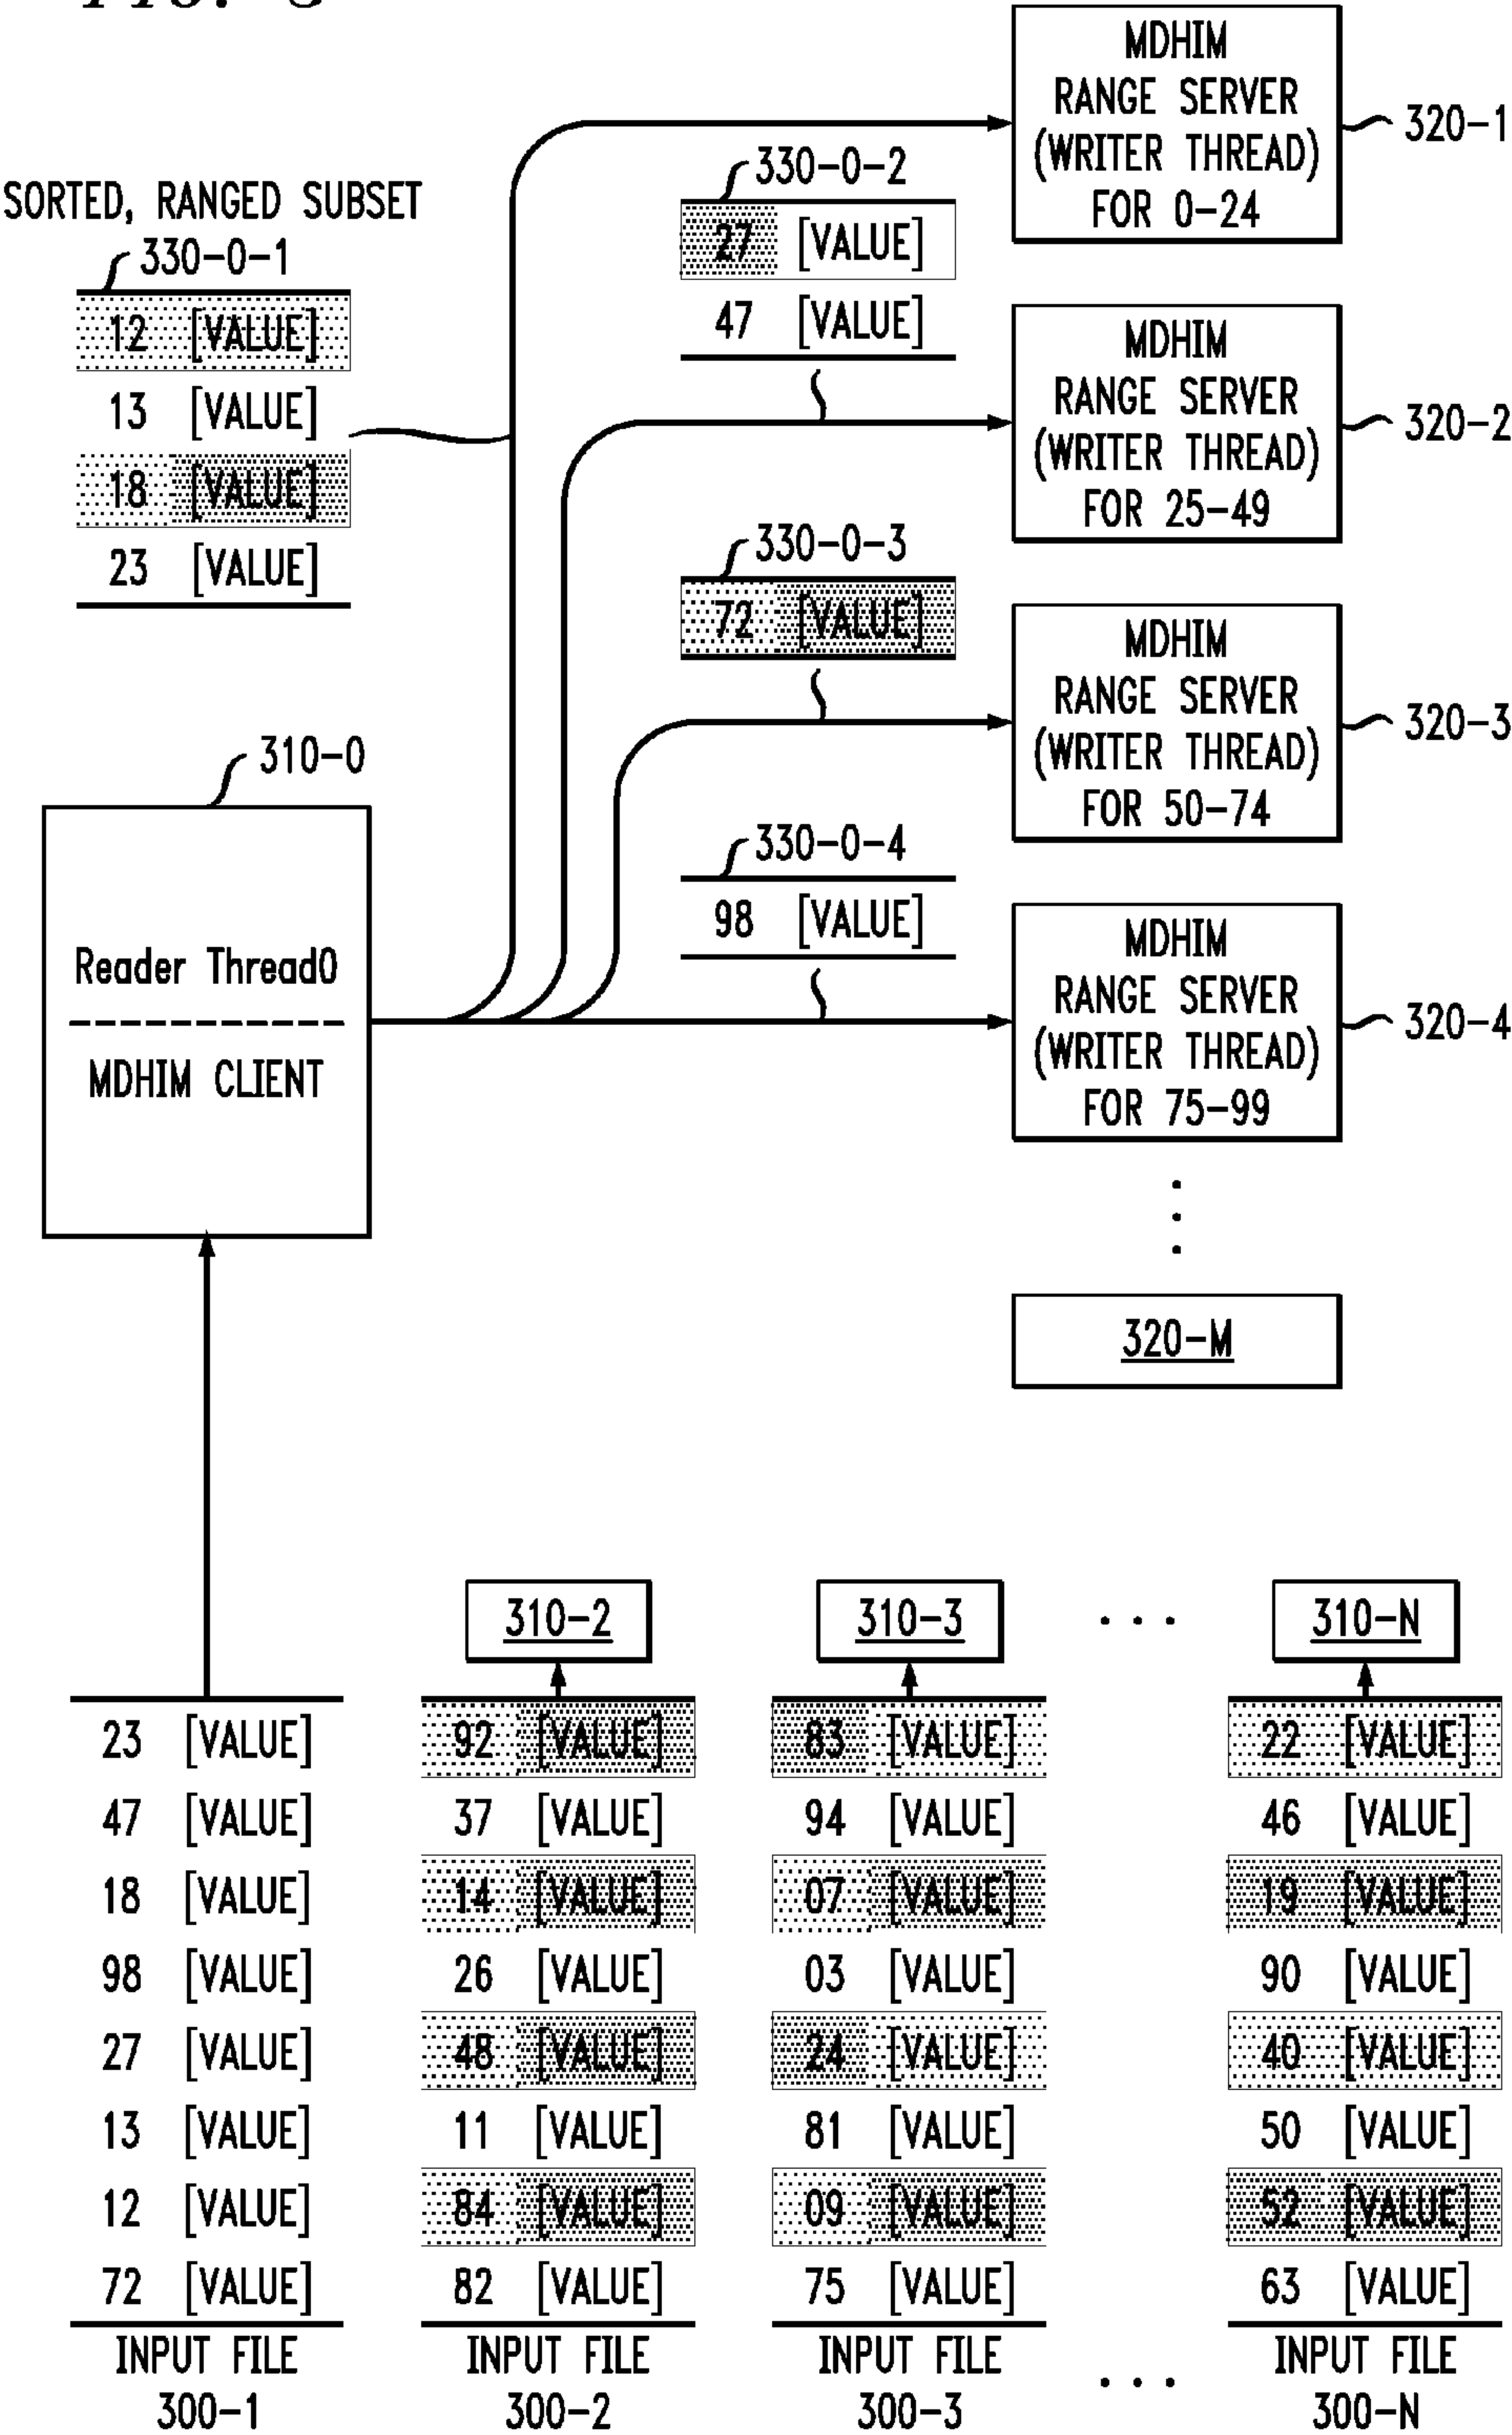 MDHIM
RANGE SERVER
(WRITER THREAD)
FOR 0-24
320-1
SORTED, RANGED SUBSET
330-0-1
12 [VALUE]
13 [VALUE]
18 [VALUE]
23 [VALUE]
330-0-2
27 [VALUE]
47 [VALUE]
MDHIM
RANGE SERVER
(WRITER THREAD)
FOR 25-49
320-2
330-0-3
72 [VALUE]
MDHIM
RANGE SERVER
(WRITER THREAD)
FOR 50-74
320-3
310-0
Reader Thread0
MDHIM CLIENT
330-0-4
98 [VALUE]
MDHIM
RANGE SERVER
(WRITER THREAD)
FOR 75-99
320-4
320-M
310-2
310-3
...
310-N
23 [VALUE] 92 [VALUE] 83 [VALUE] 22 [VALUE]
47 [VALUE] 37 [VALUE] 94 [VALUE] 46 [VALUE]
18 [VALUE] 14 [VALUE] 07 [VALUE] 19 [VALUE]
98 [VALUE] 26 [VALUE] 03 [VALUE] 90 [VALUE]
27 [VALUE] 48 [VALUE] 24 [VALUE] 40 [VALUE]
13 [VALUE] 11 [VALUE] 81 [VALUE] 50 [VALUE]
12 [VALUE] 84 [VALUE] 09 [VALUE] 52 [VALUE]
72 [VALUE] 82 [VALUE] 75 [VALUE] 63 [VALUE]
INPUT FILE INPUT FILE INPUT FILE INPUT FILE
300-1 300-2 300-3 ... 300-N